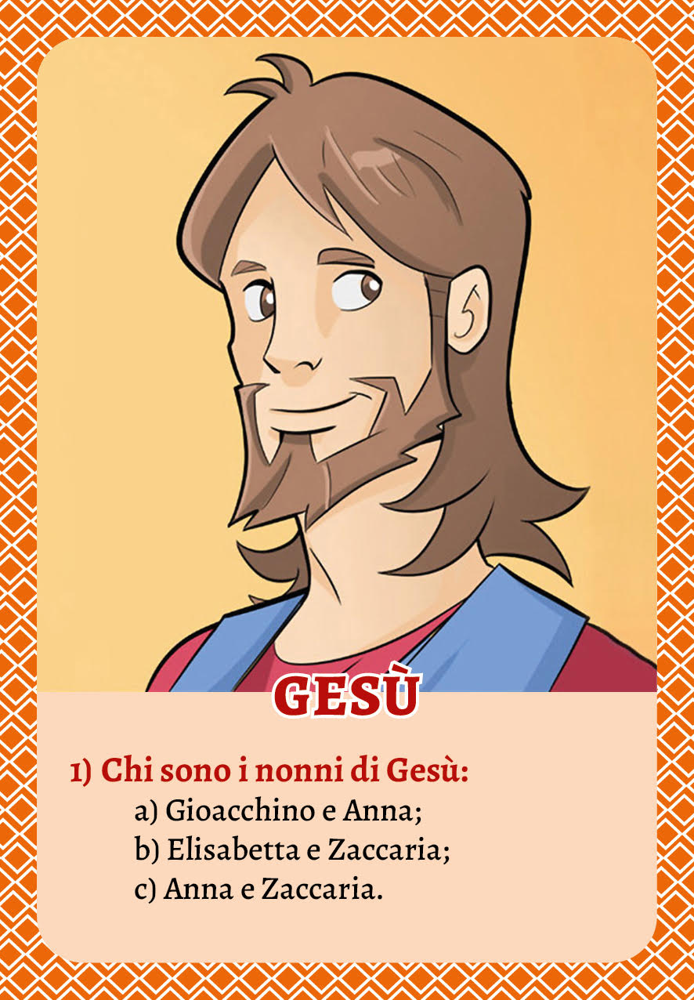 GESÙ
1) Chi sono i nonni di Gesù:
a) Gioacchino e Anna;
b) Elisabetta e Zaccaria;
c) Anna e Zaccaria.